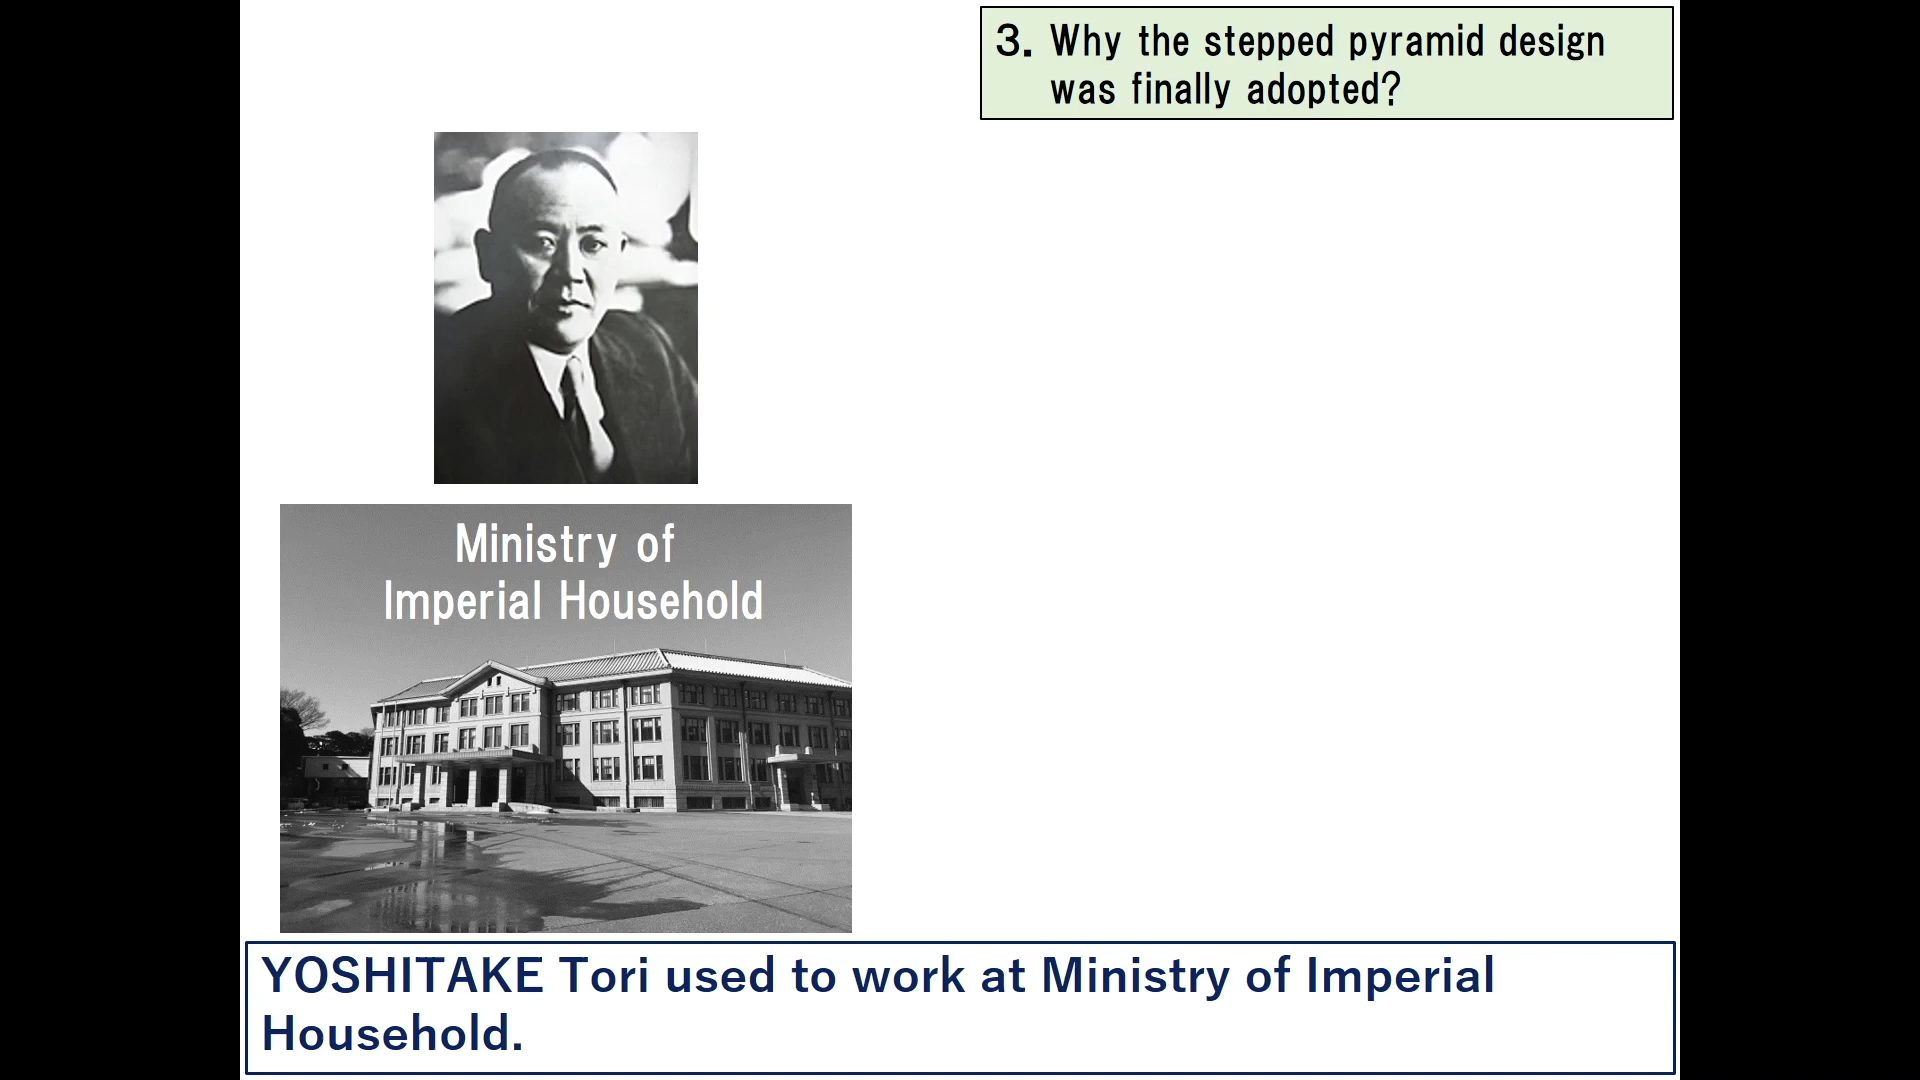 3. Why the stepped pyramid design
was finally adopted?
Ministry of
Imperial Household
YOSHITAKE Tori used to work at Ministry of Imperial
Household.